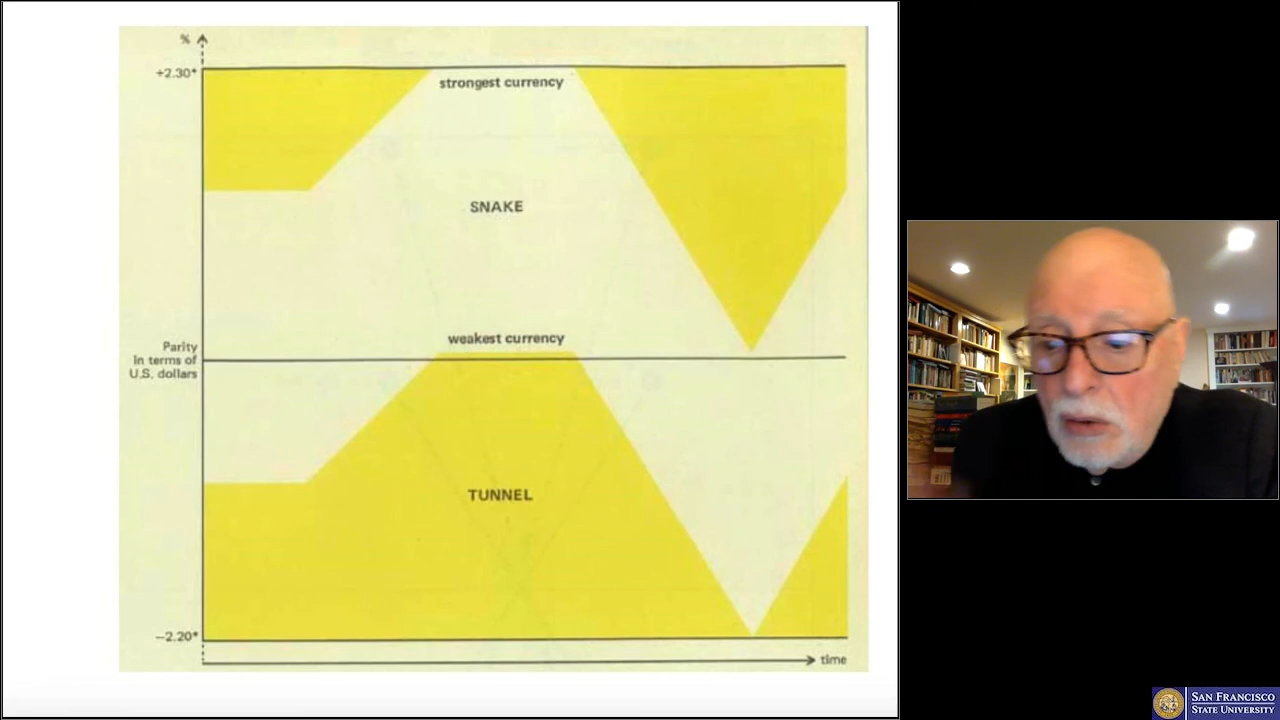 %
+2.30*
strongest currency
SNAKE
weakest currency
Parity
in terms of
U.S. dollars
TUNNEL
−2.20*
time
SAN FRANCISCO
STATE UNIVERSITY